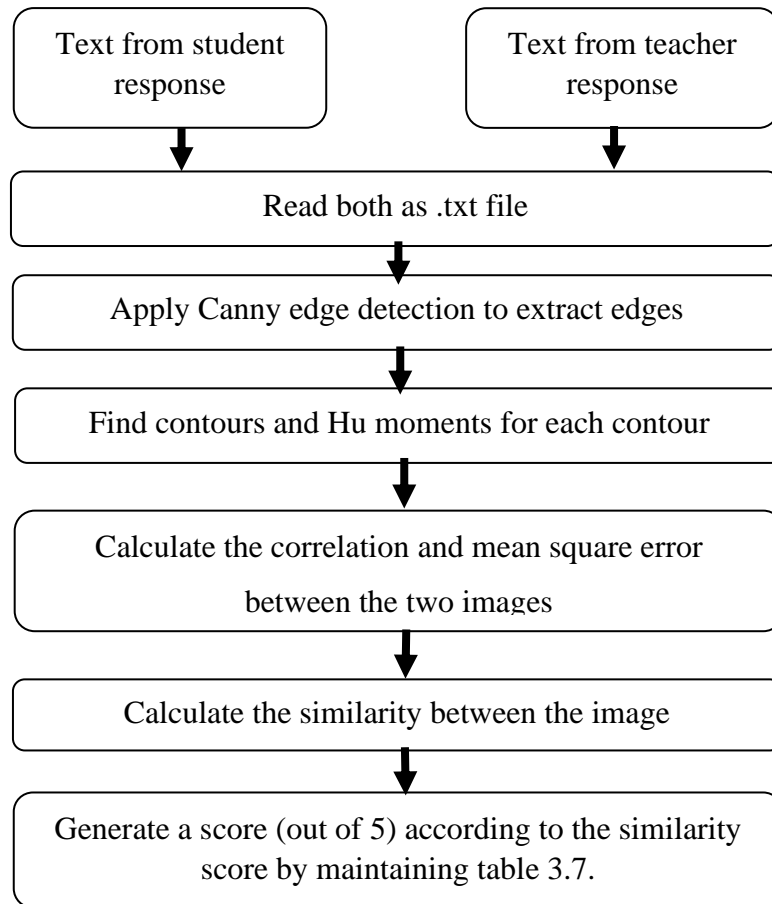 Text from student
response
Text from teacher
response
Read both as .txt file
Apply Canny edge detection to extract edges
Find contours and Hu moments for each contour
Calculate the correlation and mean square error
between the two images
Calculate the similarity between the image
Generate a score (out of 5) according to the similarity
score by maintaining table 3.7.